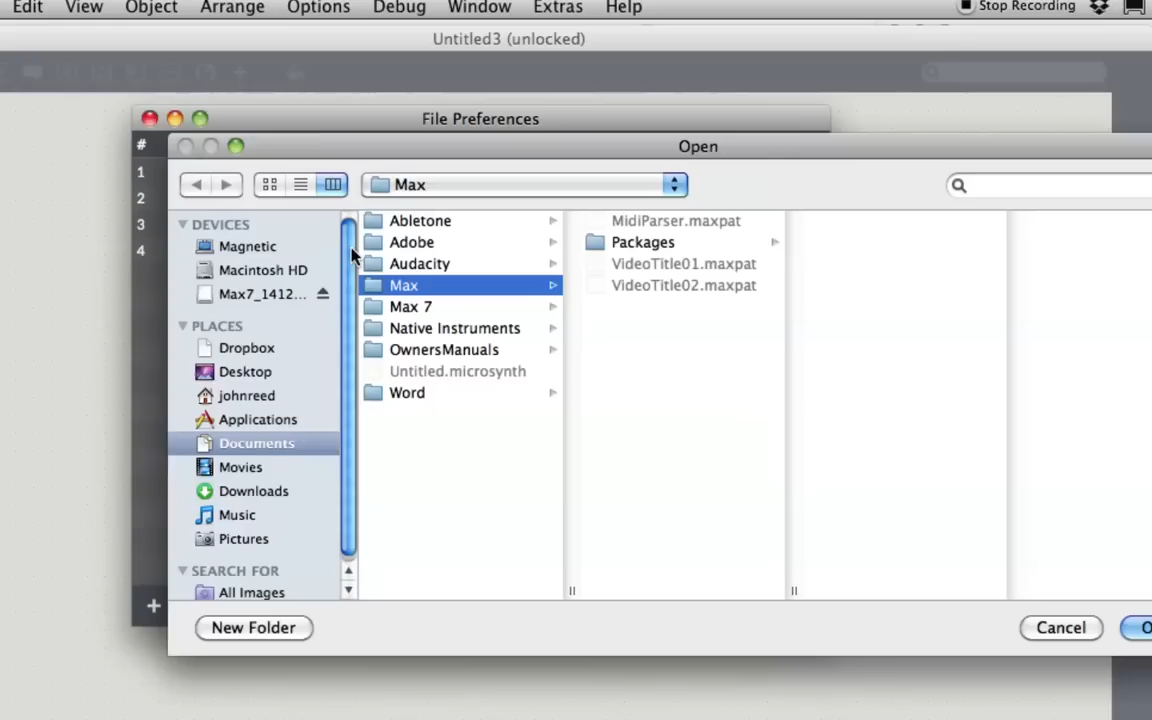 Edit View Object Arrange Options Debug Window Extras Help Stop Recording
Untitled3 (unlocked)
File Preferences
#
Open
1
2
3
4
Max
DEVICES
Magnetic
Macintosh HD
Max7_1412...
PLACES
Dropbox
Desktop
johnreed
Applications
Documents
Movies
Downloads
Music
Pictures
SEARCH FOR
All Images
Abletone
Adobe
Audacity
Max
Max 7
Native Instruments
OwnersManuals
Untitled.microsynth
Word
MidiParser.maxpat
Packages
VideoTitle01.maxpat
VideoTitle02.maxpat
New Folder
Cancel